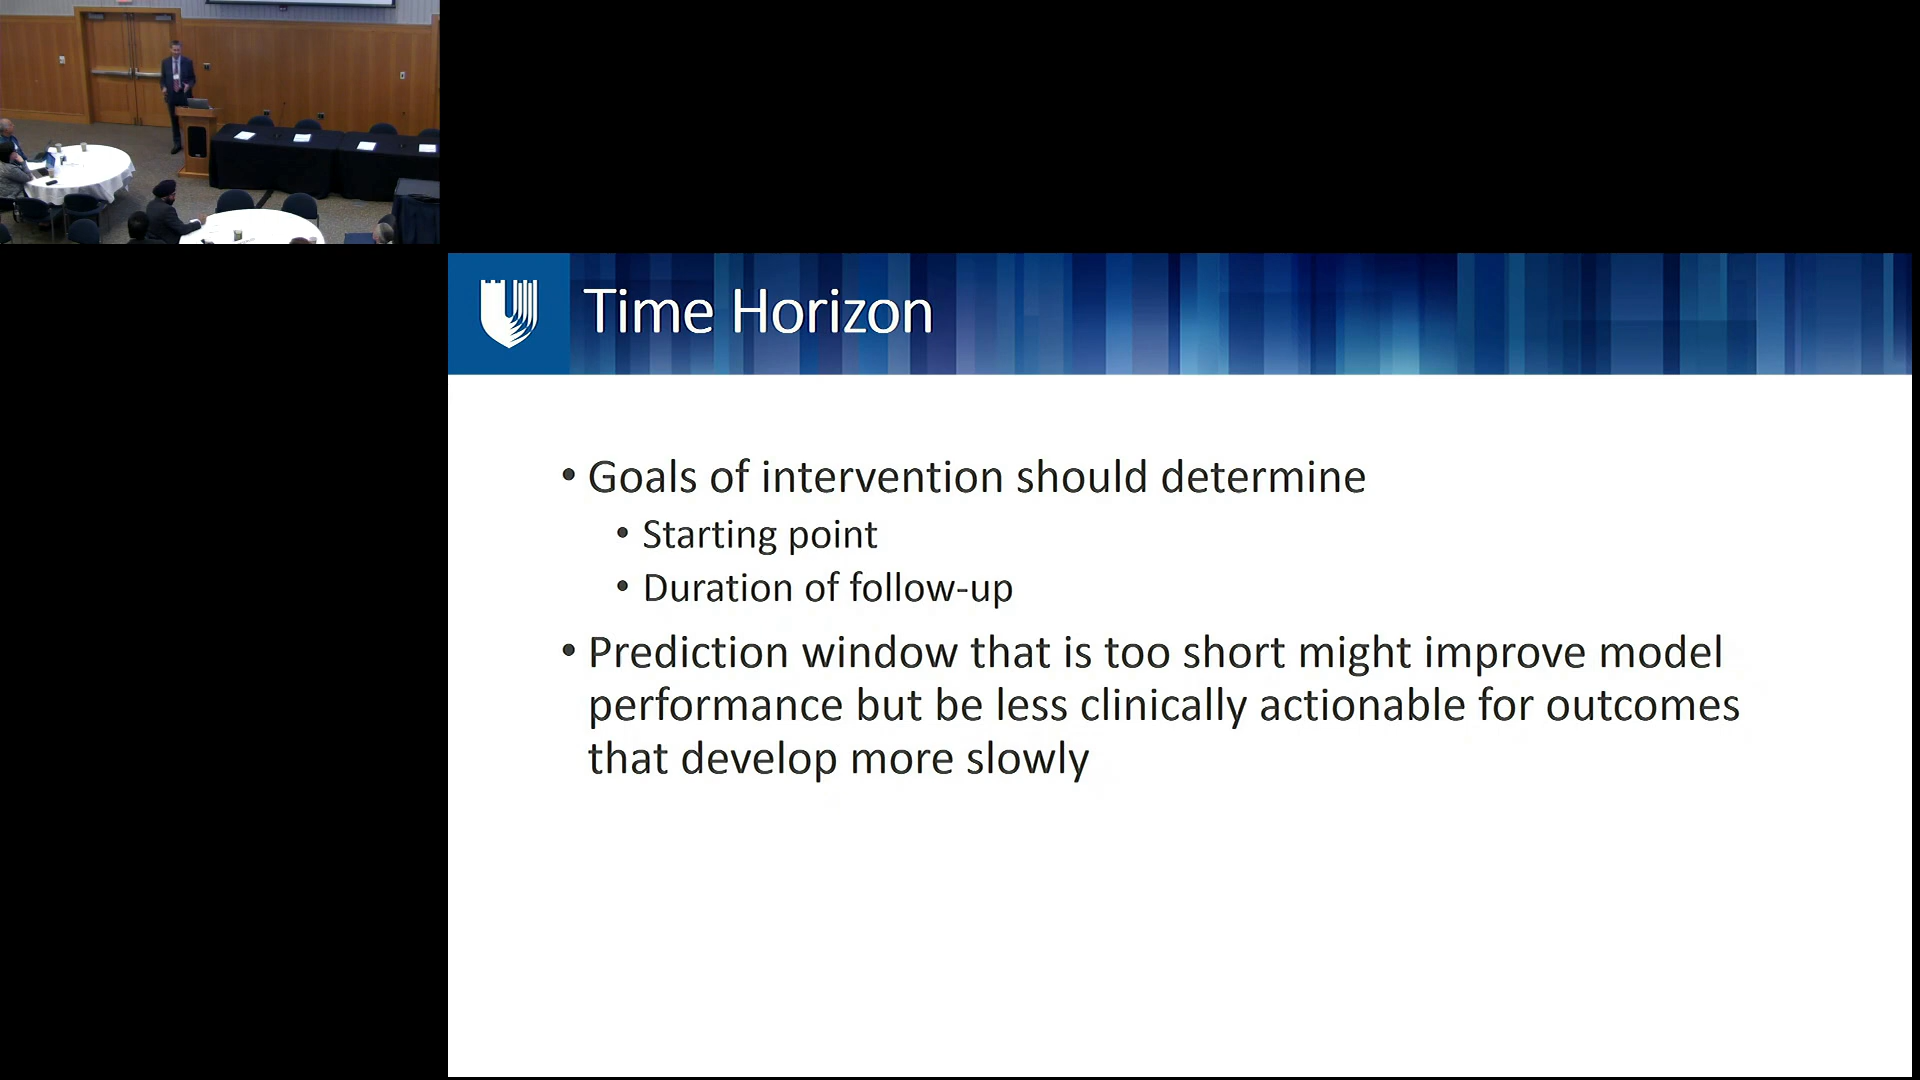 Time Horizon
• Goals of intervention should determine
• Starting point
• Duration of follow-up
• Prediction window that is too short might improve model
performance but be less clinically actionable for outcomes
that develop more slowly